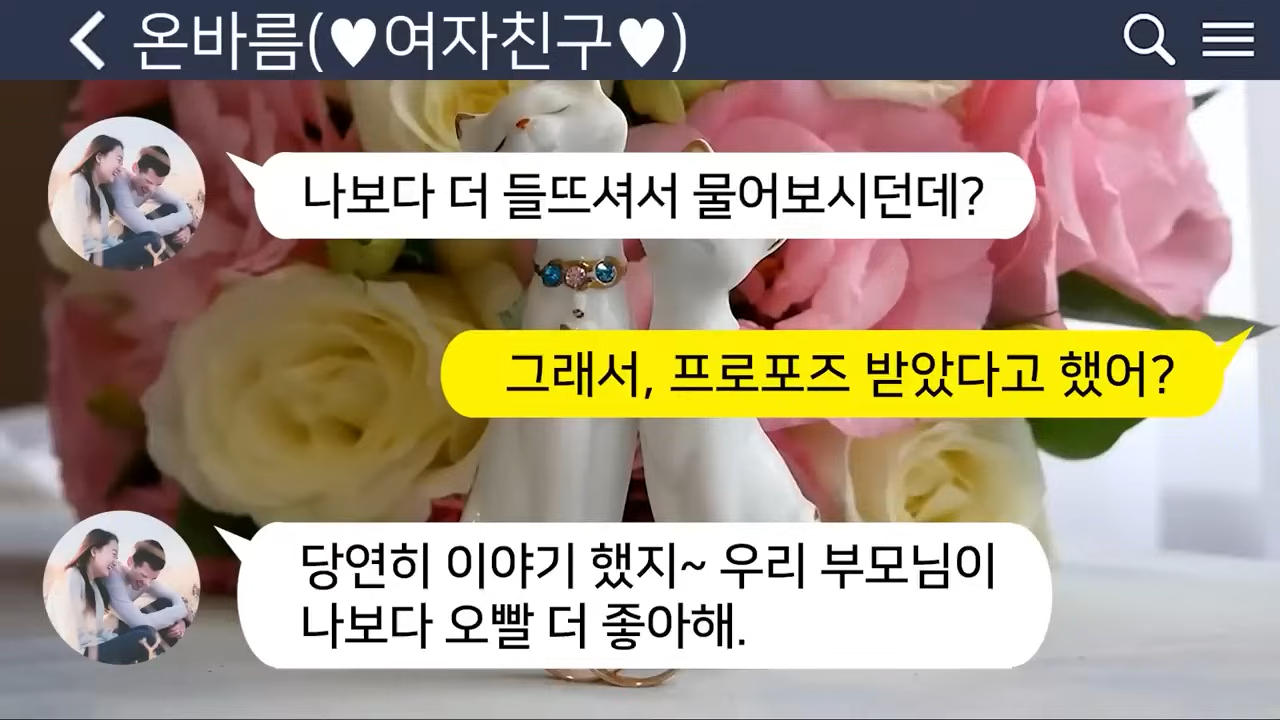 온바름(♥여자친구♥)
나보다 더 들뜨셔서 물어보시던데?
그래서, 프로포즈 받았다고 했어?
당연히 이야기 했지~ 우리 부모님이
나보다 오빨 더 좋아해.